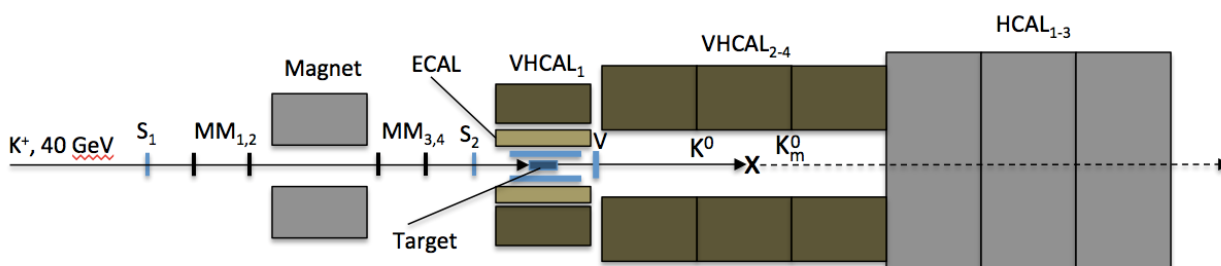 HCAL₁₋₃
VHCAL₂₋₄
ECAL
VHCAL₁
Magnet
K⁺, 40 GeV
S₁
MM₁,₂
MM₃,₄
S₂
V
K⁰
K⁰ₘ
X
Target